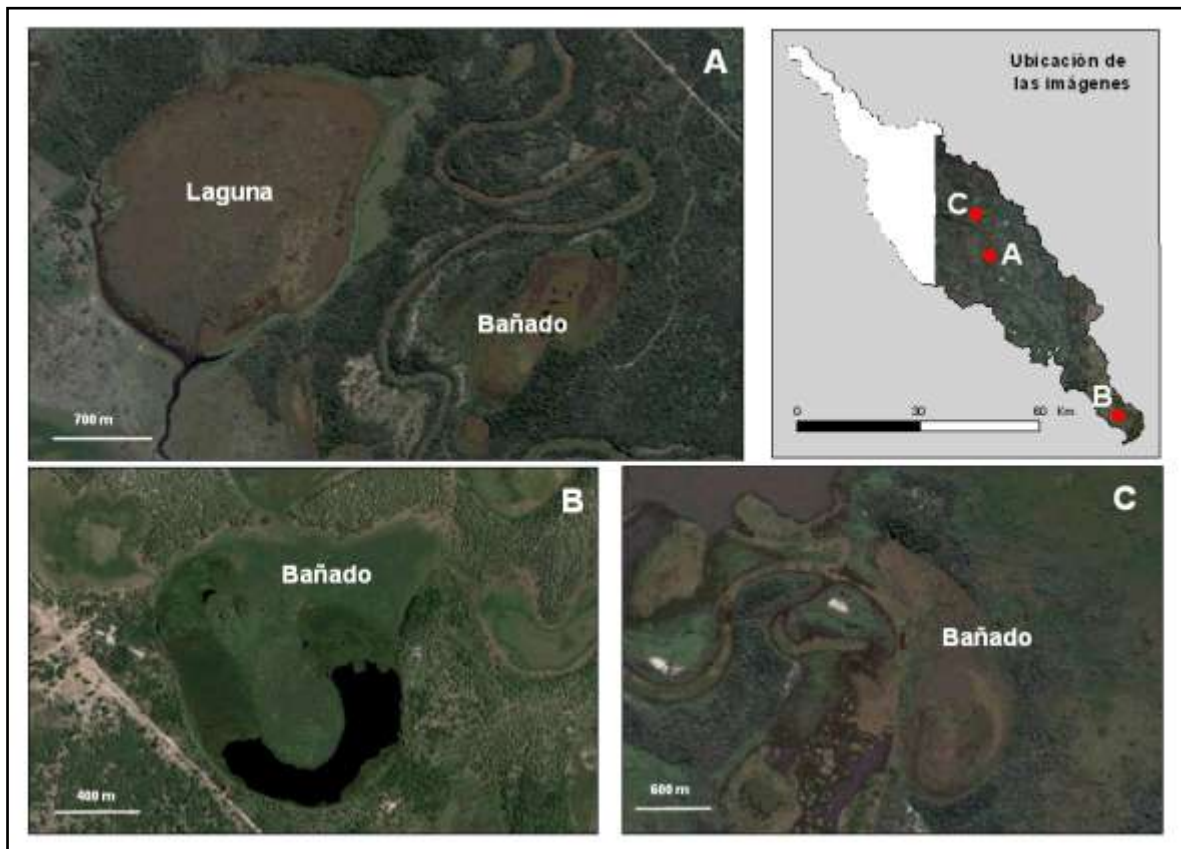 A
Laguna
Bañado
700 m
Ubicación de
las imágenes
C
A
B
0 30 60 Km.
B
Bañado
400 m
C
Bañado
600 m